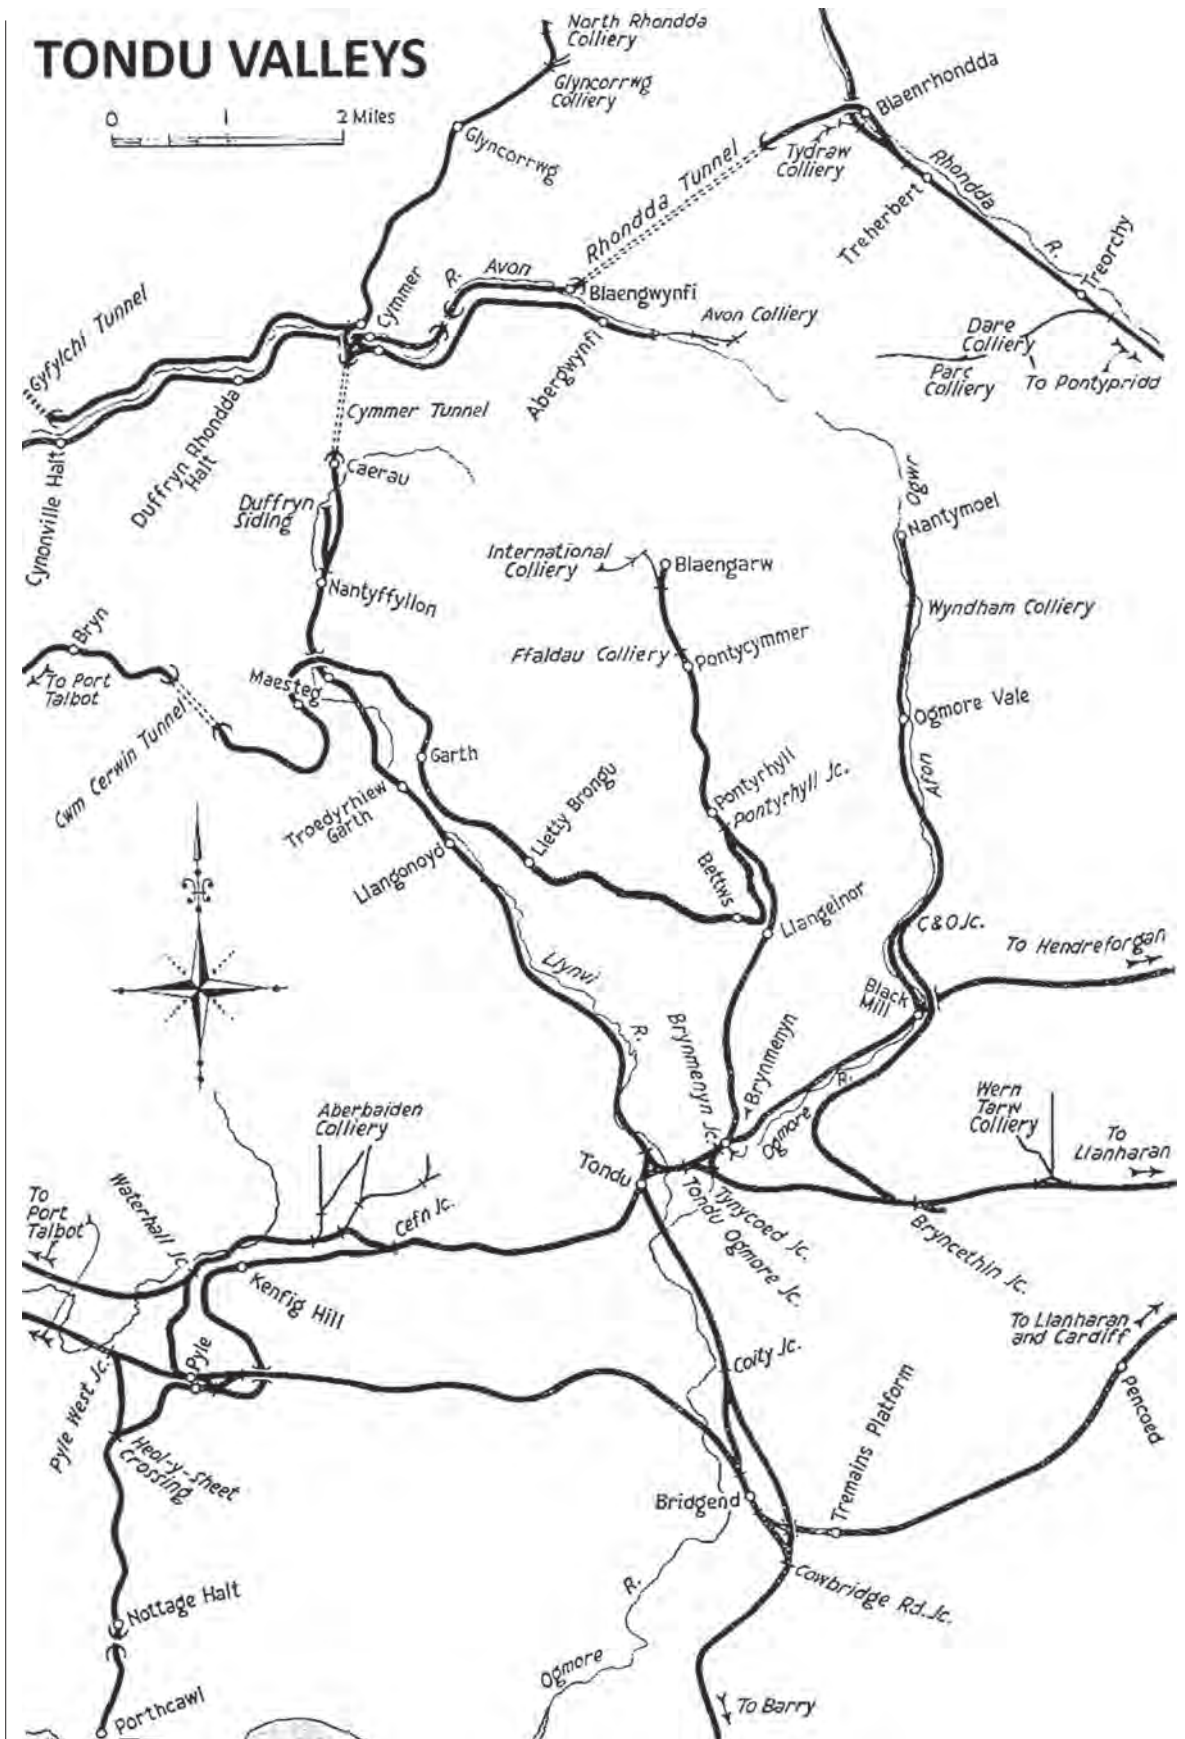 TONDU VALLEYS
0 1 2 Miles
North Rhondda
Colliery
Glyncorrwg
Colliery
Glyncorrwg
Blaenrhondda
Tydraw
Colliery
Rhondda Tunnel
Rhondda
R.
Treherbert
Treorchy
Dare
Colliery
Parc
Colliery
To Pontypridd
R. Avon
Cymmer
Blaengwynfi
Avon Colliery
Abergwynfi
Gyfylchi Tunnel
Cymmer Tunnel
Duffryn Rhondda
Halt
Cynonville Halt
Caerau
Duffryn
Siding
Nantyffyllon
Ogwr
Nantymoel
International
Colliery
Blaengarw
Wyndham Colliery
Bryn
To Port
Talbot
Ffaldau Colliery
Pontycymmer
Maesteg
Cwm Cerwin Tunnel
Garth
Ogmore Vale
Afon
Troedyrhiew
Garth
Lletty Brongu
Pontyrhyll
Pontyrhyll Jc.
Llangonoyd
Bettws
Llangeinor
C&O Jc.
To Hendreforgan
Llynvi
R.
Black
Mill
Brynmenyn Jc.
Brynmenyn
R.
Ogmore
Wern
Tarw
Colliery
To
Llanharan
Aberbaiden
Colliery
Tondu
Tynycoed Jc.
Tondu Ogmore Jc.
Bryncethin Jc.
To
Port
Talbot
Waterhall Jc.
Cefn Jc.
Kenfig Hill
To Llanharan
and Cardiff
Pyle
Coity Jc.
Pyle West Jc.
Tremains Platform
Pencoed
Heol-y-sheet
Crossing
Bridgend
Cowbridge Rd. Jc.
Nottage Halt
R.
Ogmore
Porthcawl
To Barry